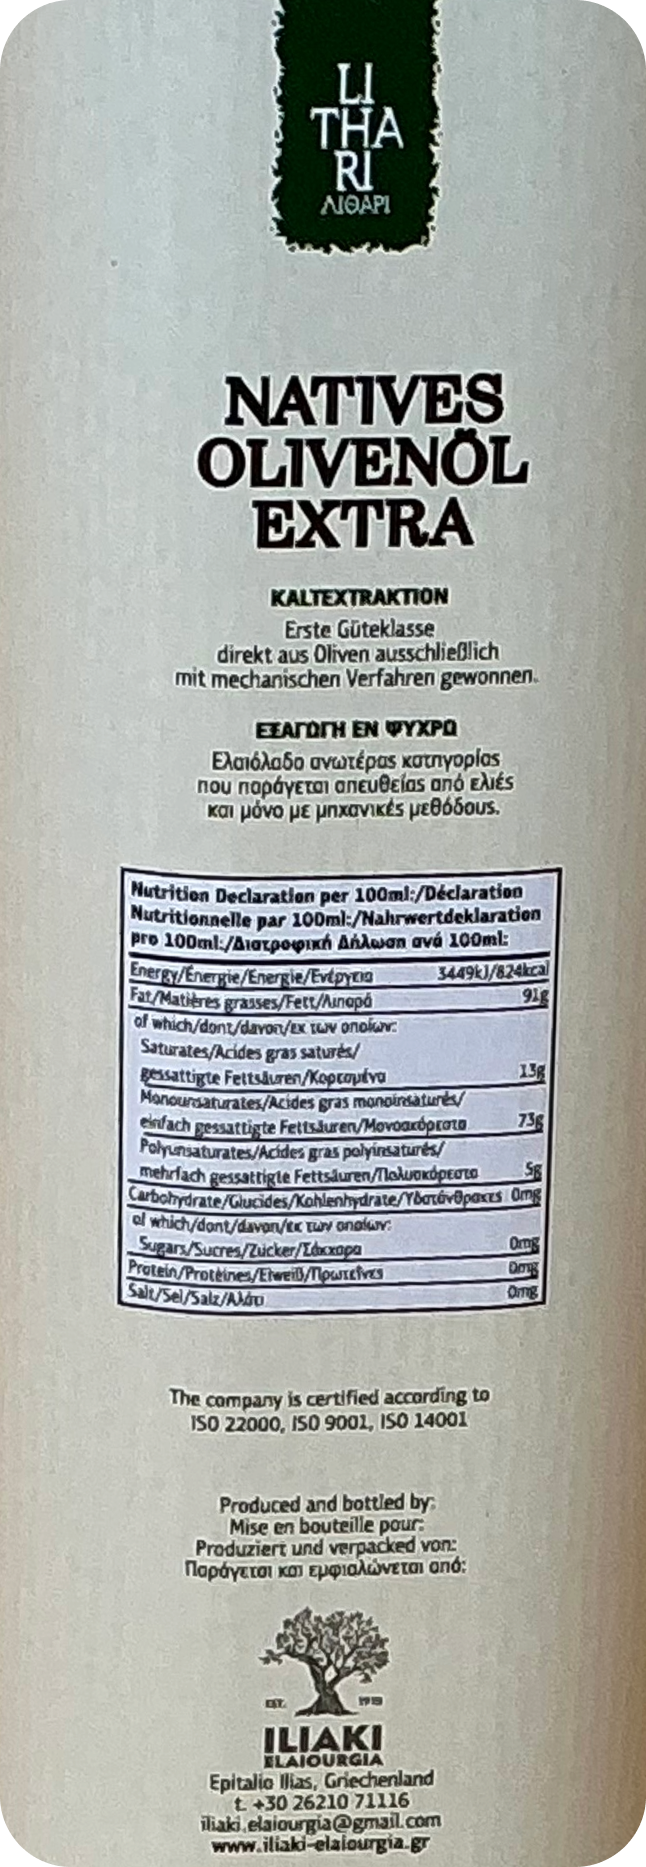 LI
THA
RI
ΛΙΘΑΡΙ
NATIVES
OLIVENÖL
EXTRA
KALTEXTRAKTION
Erste Güteklasse
direkt aus Oliven ausschließlich
mit mechanischen Verfahren gewonnen.
ΕΞΑΓΩΓΗ ΕΝ ΨΥΧΡΩ
Ελαιόλαδο ανωτέρας κατηγορίας
που παράγεται απευθείας από ελιές
και μόνο με μηχανικές μεθόδους.
Nutrition Declaration per 100ml:/Déclaration
Nutritionnelle par 100ml:/Nahrwertdeklaration
pro 100ml:/Διατροφική Δήλωση ανά 100ml:
Energy/Énergie/Energie/Ενέργεια 3449kJ/824kcal
Fat/Matières grasses/Fett/Λιπαρά 91g
of which/dont/davon/εκ των οποίων:
Saturates/Acides gras saturés/
gessattigte Fettsäuren/Κορεσμένα 13g
Monounsaturates/Acides gras monoinsaturés/
einfach gessattigte Fettsäuren/Μονοακόρεστα 73g
Polyunsaturates/Acides gras polyinsaturés/
mehrfach gessattigte Fettsäuren/Πολυακόρεστα 5g
Carbohydrate/Glucides/Kohlenhydrate/Υδατάνθρακες 0mg
of which/dont/davon/εκ των οποίων:
Sugars/Sucres/Zucker/Σάκχαρα 0mg
Protein/Protéines/Eiweiß/Πρωτεΐνες 0mg
Salt/Sel/Salz/Αλάτι 0mg
The company is certified according to
ISO 22000, ISO 9001, ISO 14001
Produced and bottled by:
Mise en bouteille pour:
Produziert und verpacked von:
Παράγεται και εμφιαλώνεται από:
EST.
ILIAKI
ELAIOURGIA
Epitalio Ilias, Griechenland
t. +30 26210 71116
iliaki.elaiourgia@gmail.com
www.iliaki-elaiourgia.gr